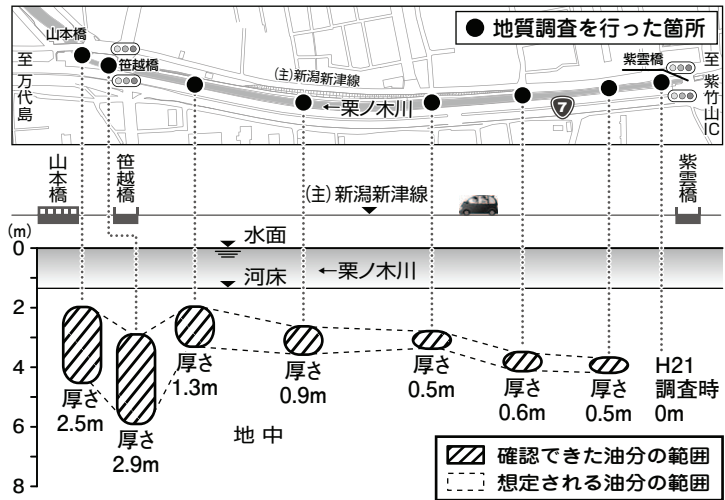 ● 地質調査を行った箇所
山本橋
笹越橋
紫雲橋
至 万代島
至 紫竹山IC
(主)新潟新津線
←栗ノ木川
7
山本橋
笹越橋
紫雲橋
(主)新潟新津線
(m)
0
2
4
6
8
水面
河床
←栗ノ木川
厚さ
2.5m
厚さ
2.9m
厚さ
1.3m
厚さ
0.9m
厚さ
0.5m
厚さ
0.6m
厚さ
0.5m
H21
調査時
0m
地中
確認できた油分の範囲
想定される油分の範囲